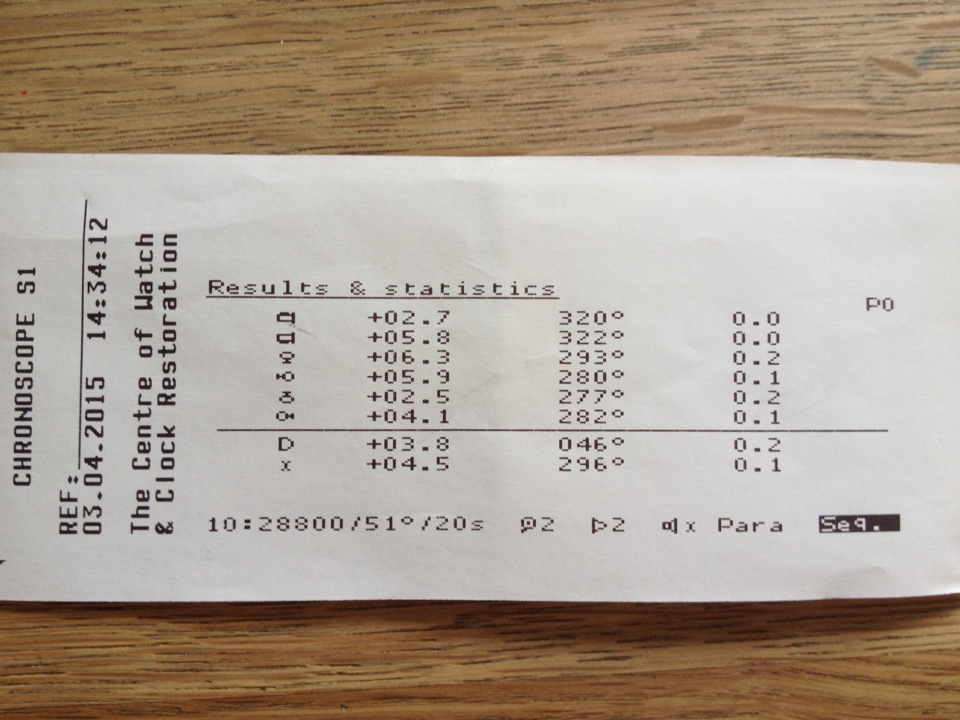 CHRONOSCOPE S1
REF:
03.04.2015 14:34:12
The Centre of Watch
& Clock Restoration
Results & statistics
P0
+02.7 320° 0.0
+05.8 322° 0.0
+06.3 293° 0.2
+05.9 280° 0.1
+02.5 277° 0.2
+04.1 282° 0.1
D +03.8 046° 0.2
x +04.5 296° 0.1
10:28800/51°/20s 2 2 x Para Seq.